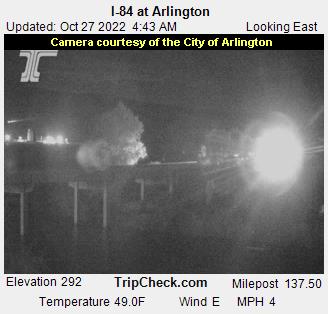 I-84 at Arlington
Updated: Oct 27 2022 4:43 AM Looking East
Camera courtesy of the City of Arlington
Elevation 292 TripCheck.com Milepost 137.50
Temperature 49.0F Wind E MPH 4